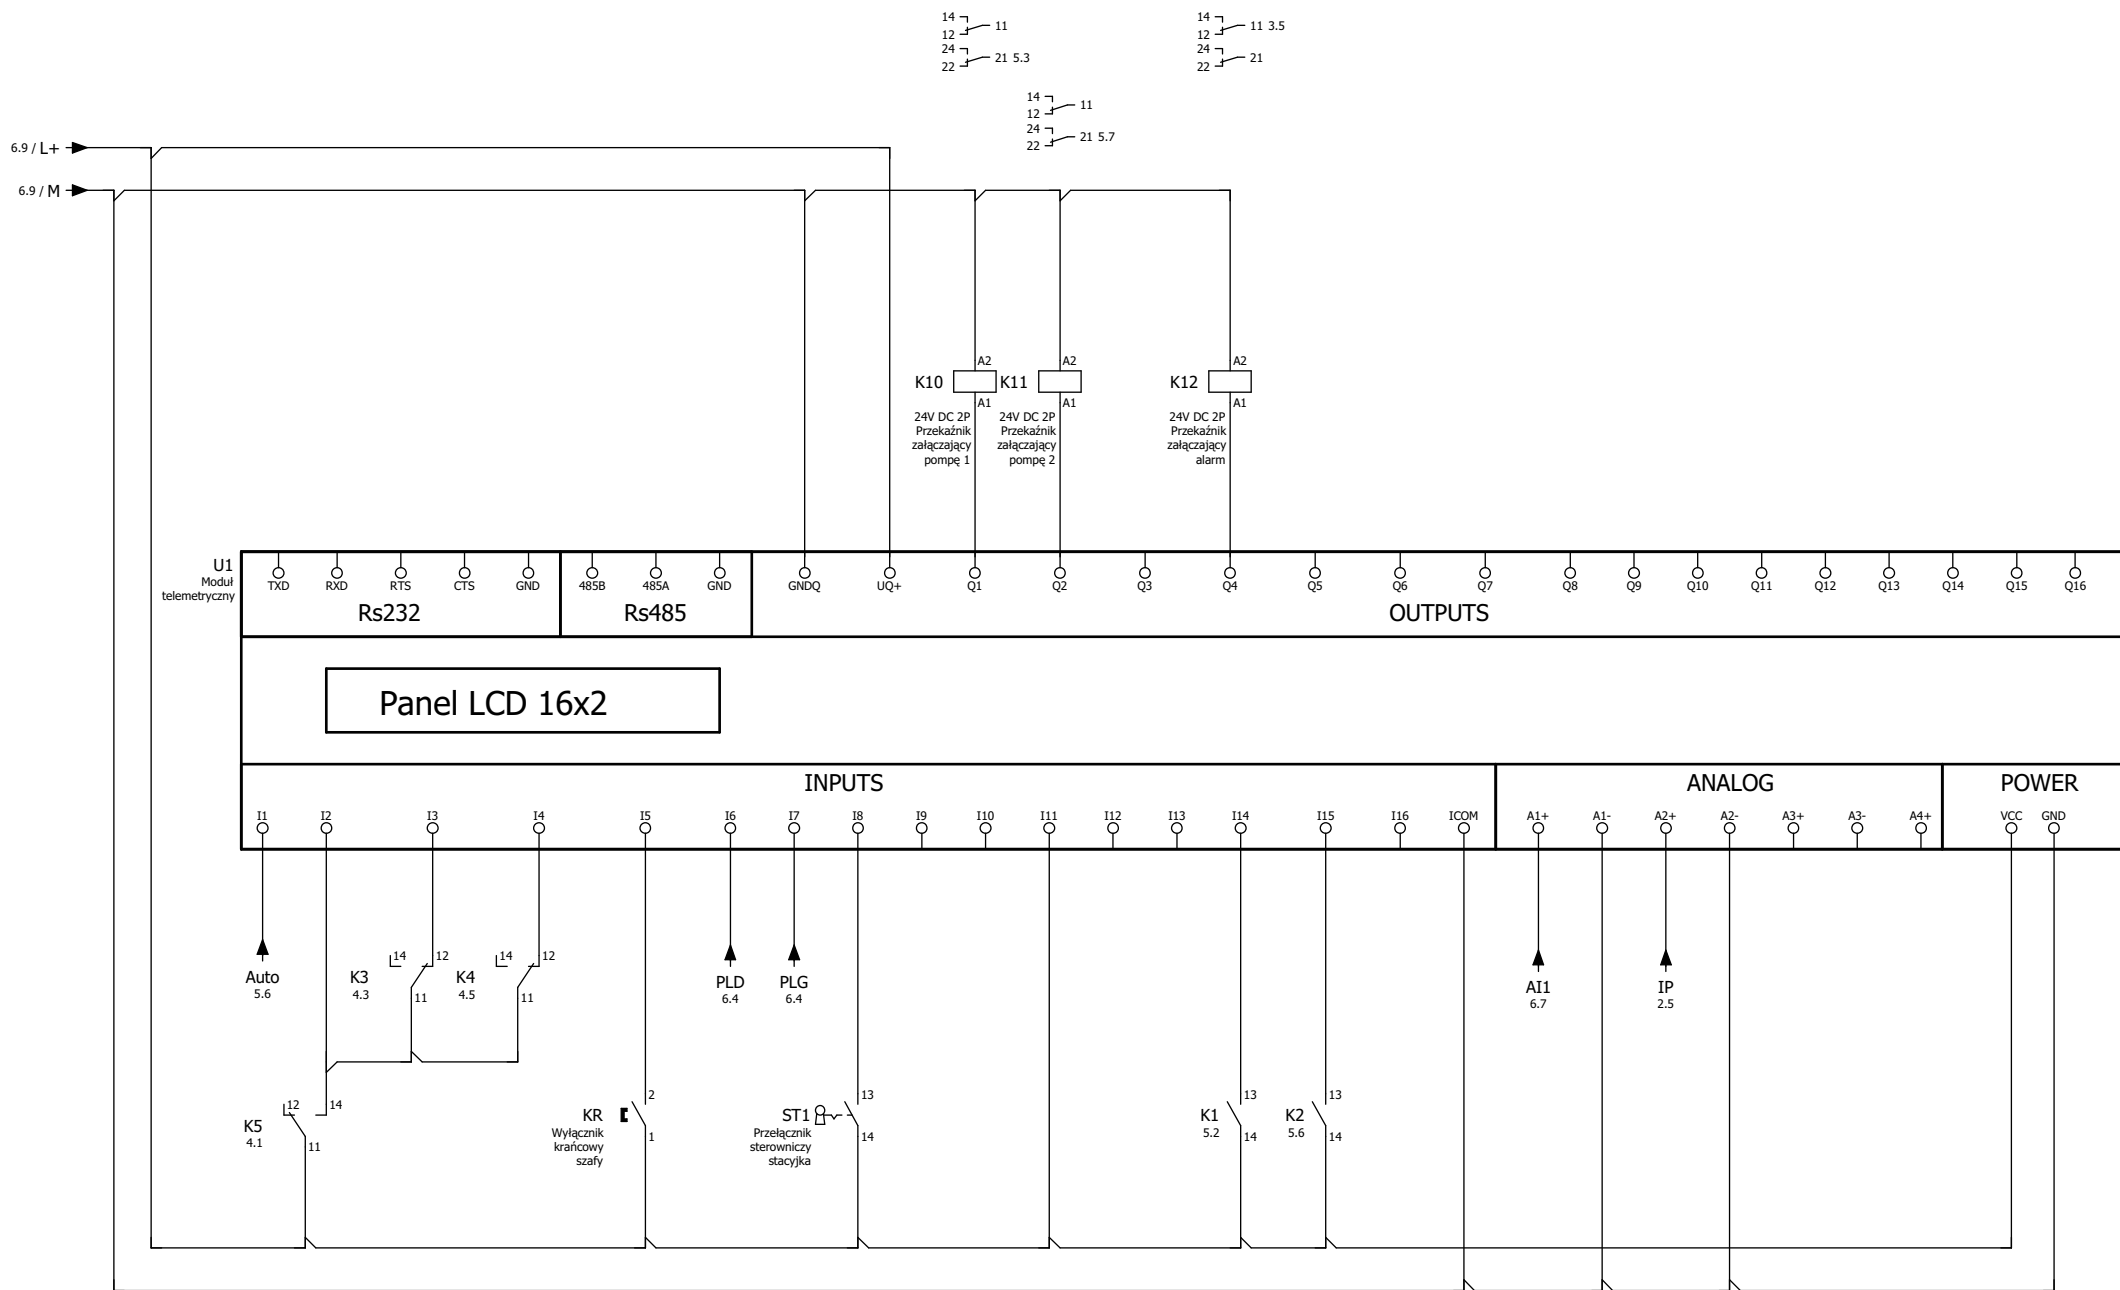 14
11
12
24
21 5.3
22
14
11 3.5
12
24
21
22
14
11
12
24
21 5.7
22
6.9 / L+
6.9 / M
A2
K10
A1
24V DC 2P
Przekaźnik
załączający
pompę 1
A2
K11
A1
24V DC 2P
Przekaźnik
załączający
pompę 2
A2
K12
A1
24V DC 2P
Przekaźnik
załączający
alarm
U1
Moduł
telemetryczny
TXD RXD RTS CTS GND
Rs232
485B 485A GND
Rs485
GNDQ UQ+ Q1 Q2 Q3 Q4 Q5 Q6 Q7 Q8 Q9 Q10 Q11 Q12 Q13 Q14 Q15 Q16
OUTPUTS
Panel LCD 16x2
INPUTS
I1 I2 I3 I4 I5 I6 I7 I8 I9 I10 I11 I12 I13 I14 I15 I16 ICOM
ANALOG
A1+ A1- A2+ A2- A3+ A3- A4+
POWER
VCC GND
Auto
5.6
14 12
K3
4.3
11
14 12
K4
4.5
11
PLD
6.4
PLG
6.4
AI1
6.7
IP
2.5
12 14
K5
4.1
11
2
KR
1
Wyłącznik
krańcowy
szafy
13
ST1
14
Przełącznik
sterowniczy
stacyjka
13
K1
5.2
14
13
K2
5.6
14